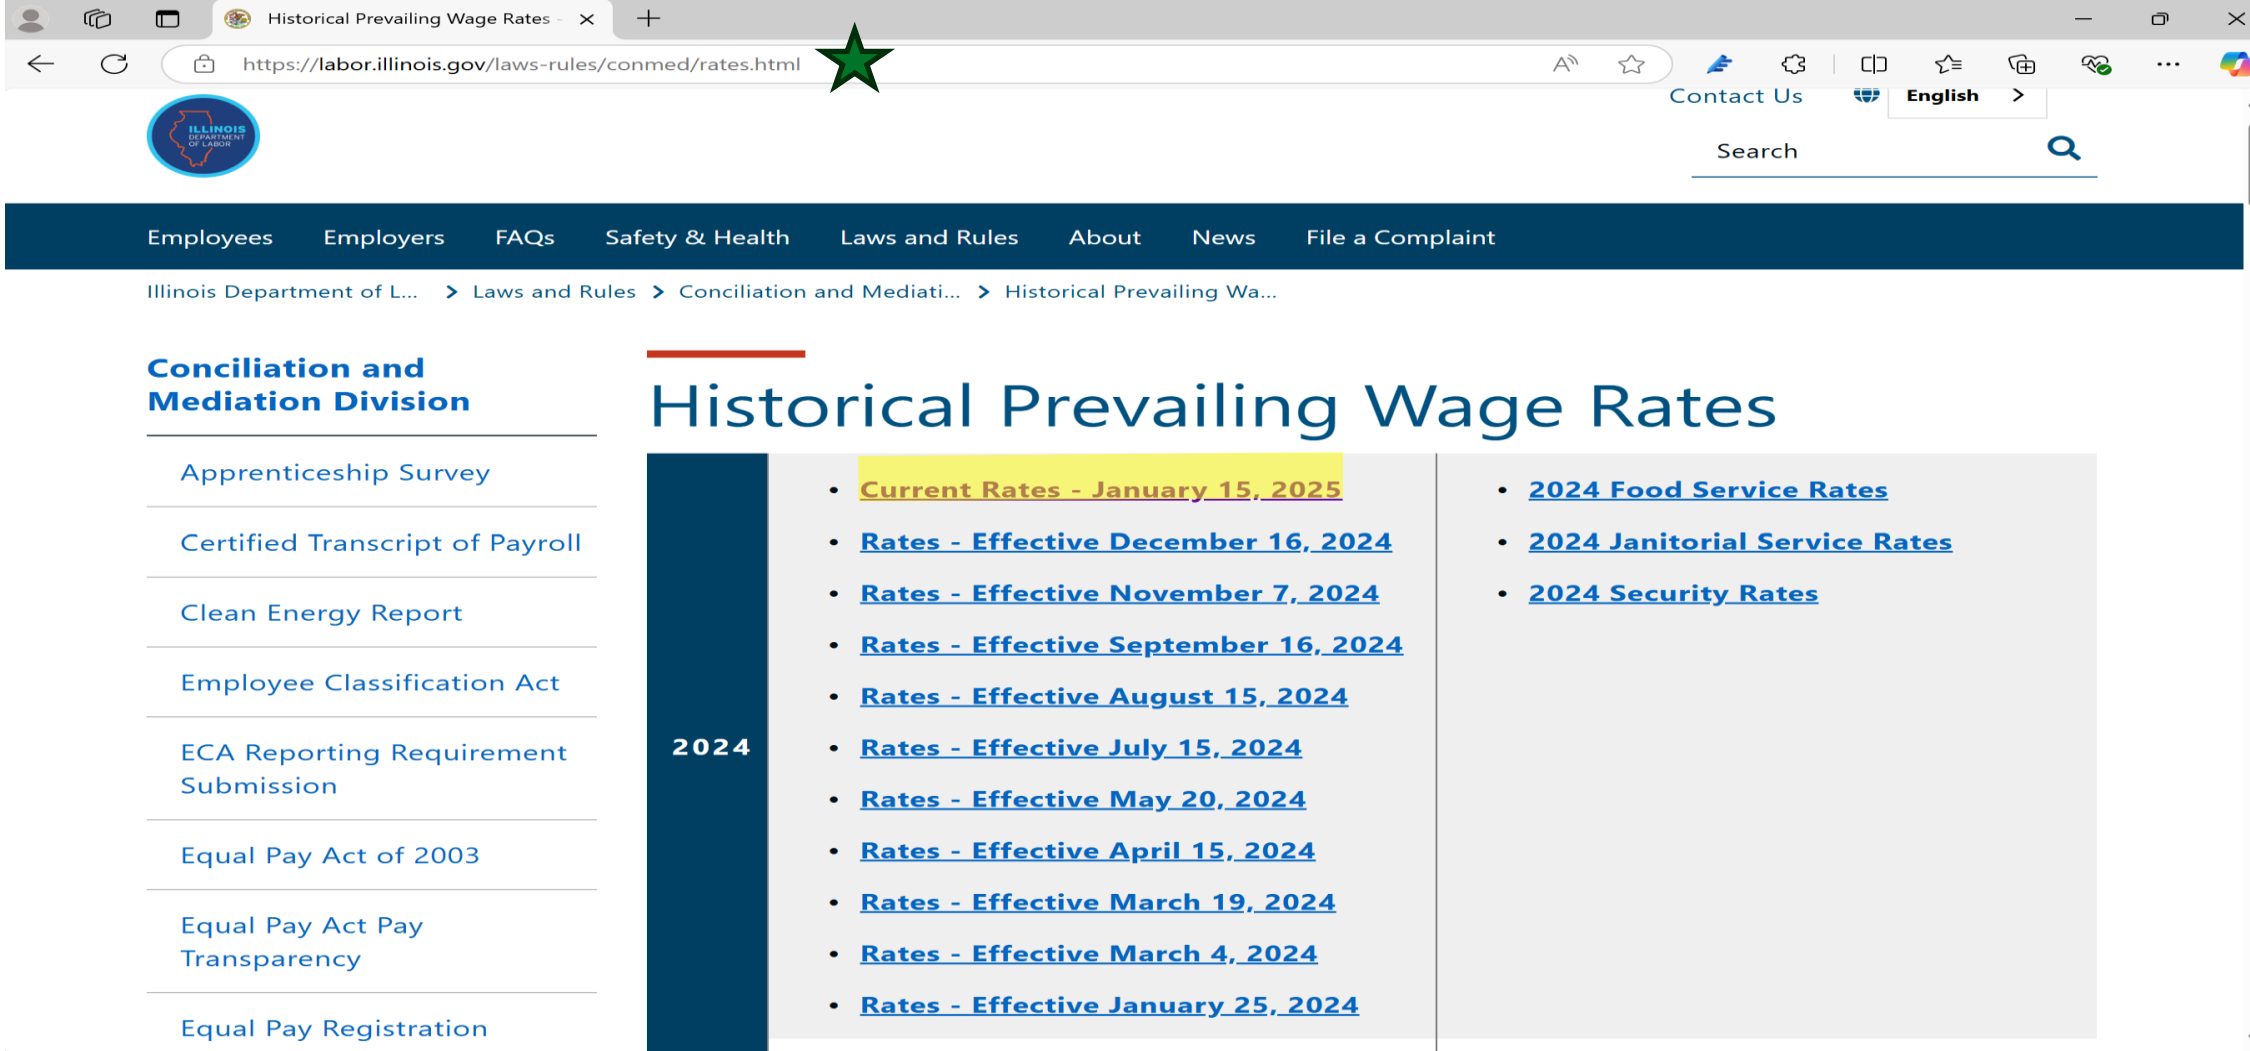 Historical Prevailing Wage Rates -
https://labor.illinois.gov/laws-rules/conmed/rates.html
Contact Us
English
ILLINOIS
DEPARTMENT
OF LABOR
Search
Employees Employers FAQs Safety & Health Laws and Rules About News File a Complaint
Illinois Department of L... > Laws and Rules > Conciliation and Mediati... > Historical Prevailing Wa...
Conciliation and
Mediation Division
Apprenticeship Survey
Certified Transcript of Payroll
Clean Energy Report
Employee Classification Act
ECA Reporting Requirement
Submission
Equal Pay Act of 2003
Equal Pay Act Pay
Transparency
Equal Pay Registration
Historical Prevailing Wage Rates
2024
• Current Rates - January 15, 2025
• Rates - Effective December 16, 2024
• Rates - Effective November 7, 2024
• Rates - Effective September 16, 2024
• Rates - Effective August 15, 2024
• Rates - Effective July 15, 2024
• Rates - Effective May 20, 2024
• Rates - Effective April 15, 2024
• Rates - Effective March 19, 2024
• Rates - Effective March 4, 2024
• Rates - Effective January 25, 2024
• 2024 Food Service Rates
• 2024 Janitorial Service Rates
• 2024 Security Rates